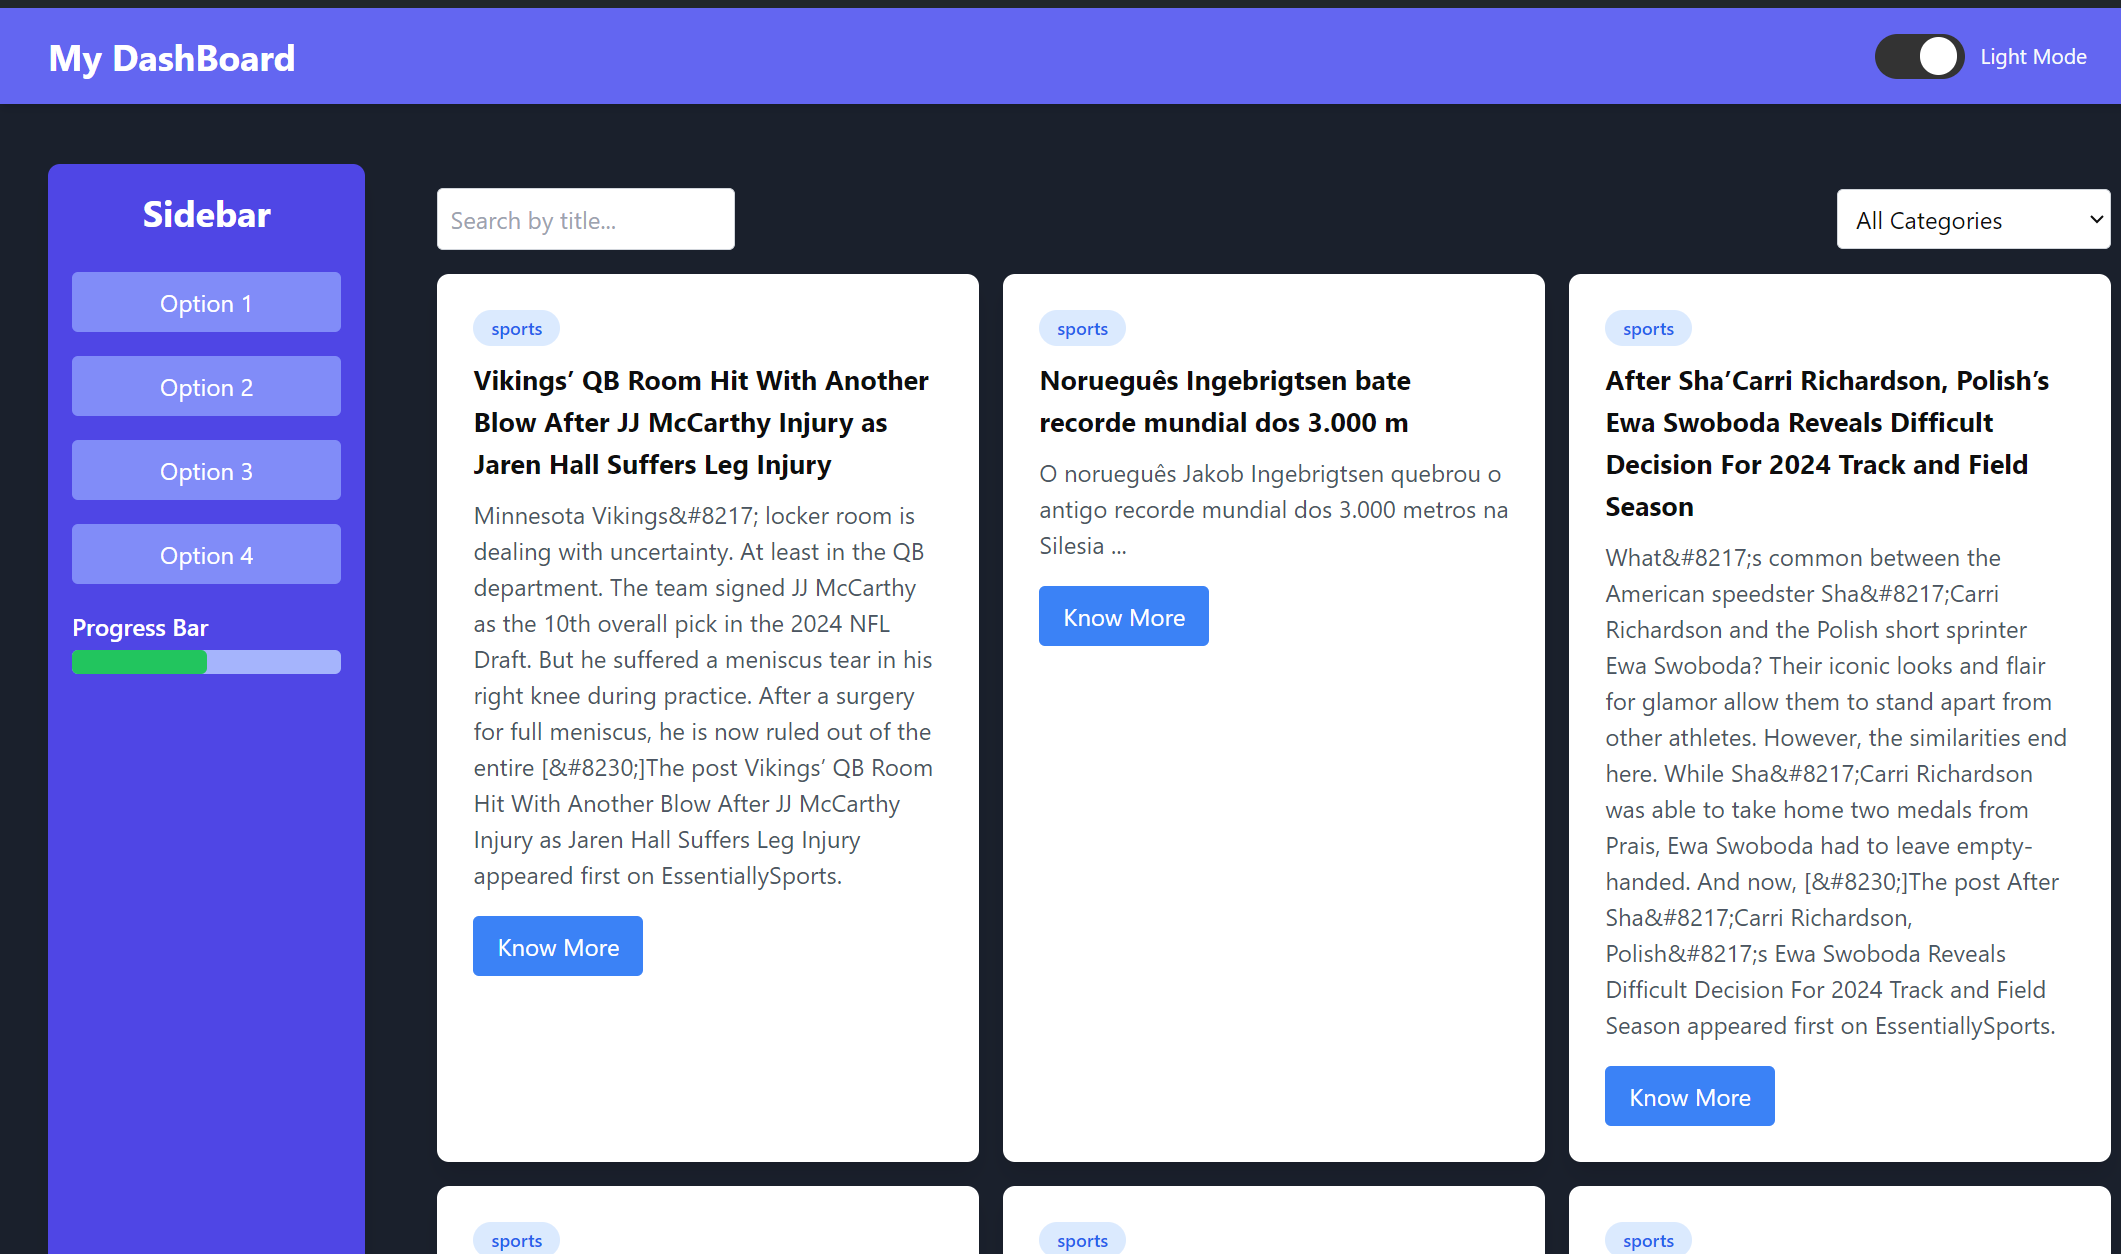 My DashBoard
Light Mode
Sidebar
Option 1
Option 2
Option 3
Option 4
Progress Bar
Search by title...
All Categories
sports
Vikings’ QB Room Hit With Another
Blow After JJ McCarthy Injury as
Jaren Hall Suffers Leg Injury
Minnesota Vikings&#8217; locker room is
dealing with uncertainty. At least in the QB
department. The team signed JJ McCarthy
as the 10th overall pick in the 2024 NFL
Draft. But he suffered a meniscus tear in his
right knee during practice. After a surgery
for full meniscus, he is now ruled out of the
entire [&#8230;]The post Vikings’ QB Room
Hit With Another Blow After JJ McCarthy
Injury as Jaren Hall Suffers Leg Injury
appeared first on EssentiallySports.
Know More
sports
Norueguês Ingebrigtsen bate
recorde mundial dos 3.000 m
O norueguês Jakob Ingebrigtsen quebrou o
antigo recorde mundial dos 3.000 metros na
Silesia ...
Know More
sports
After Sha’Carri Richardson, Polish’s
Ewa Swoboda Reveals Difficult
Decision For 2024 Track and Field
Season
What&#8217;s common between the
American speedster Sha&#8217;Carri
Richardson and the Polish short sprinter
Ewa Swoboda? Their iconic looks and flair
for glamor allow them to stand apart from
other athletes. However, the similarities end
here. While Sha&#8217;Carri Richardson
was able to take home two medals from
Prais, Ewa Swoboda had to leave empty-
handed. And now, [&#8230;]The post After
Sha&#8217;Carri Richardson,
Polish&#8217;s Ewa Swoboda Reveals
Difficult Decision For 2024 Track and Field
Season appeared first on EssentiallySports.
Know More
sports
sports
sports